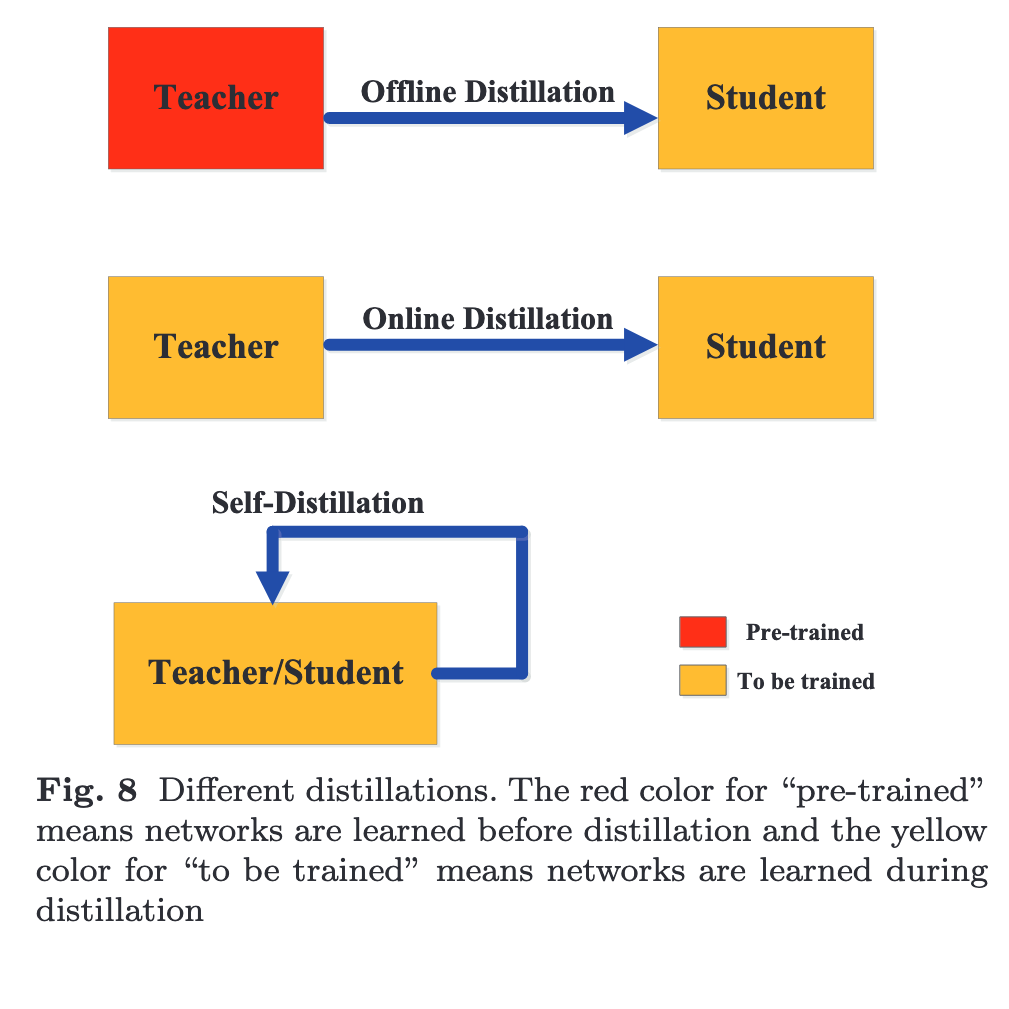 Teacher
Offline Distillation
Student
Teacher
Online Distillation
Student
Self-Distillation
Teacher/Student
Pre-trained
To be trained
Fig. 8 Different distillations. The red color for “pre-trained”
means networks are learned before distillation and the yellow
color for “to be trained” means networks are learned during
distillation